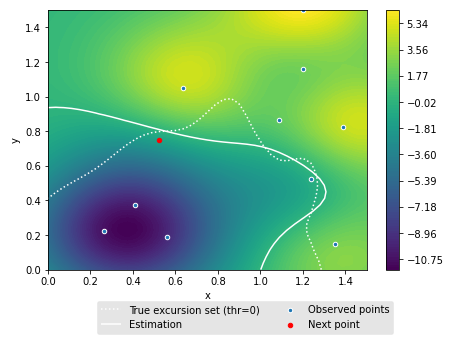 1.4
1.2
1.0
0.8
0.6
0.4
0.2
0.0
y
0.0 0.2 0.4 0.6 0.8 1.0 1.2 1.4
x
5.34
3.56
1.77
−0.02
−1.81
−3.60
−5.39
−7.18
−8.96
−10.75
True excursion set (thr=0)
Estimation
Observed points
Next point